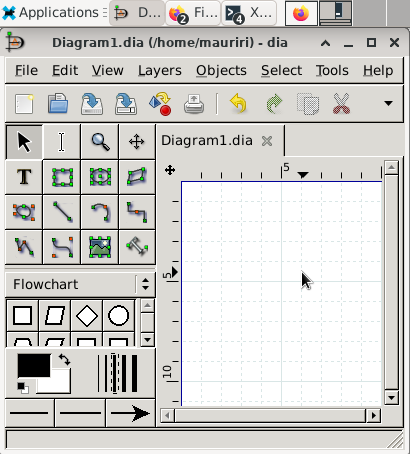 Applications
D...
Fi...
2
X...
4
Diagram1.dia (/home/mauriri) - dia
File Edit View Layers Objects Select Tools Help
Diagram1.dia
T
5
5
10
Flowchart